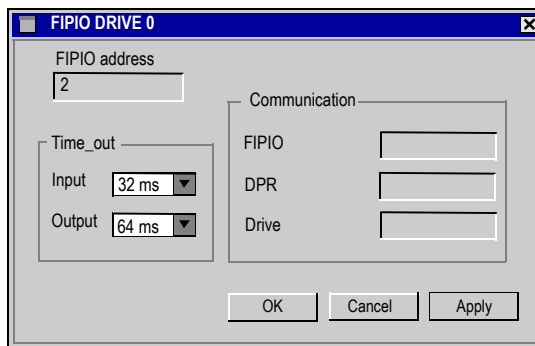 FIPIO DRIVE 0
FIPIO address
2
Time_out
Input 32 ms
Output 64 ms
Communication
FIPIO
DPR
Drive
OK Cancel Apply